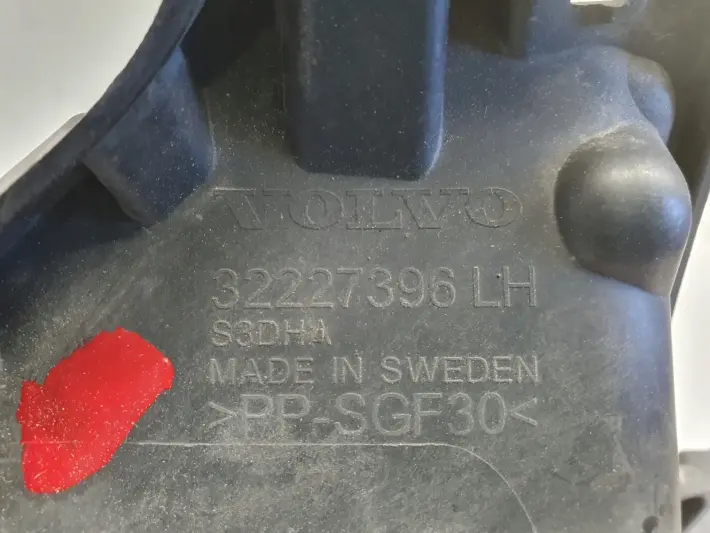 VOLVO
32227396 LH
S3DHA
MADE IN SWEDEN
>PP-SGF30<